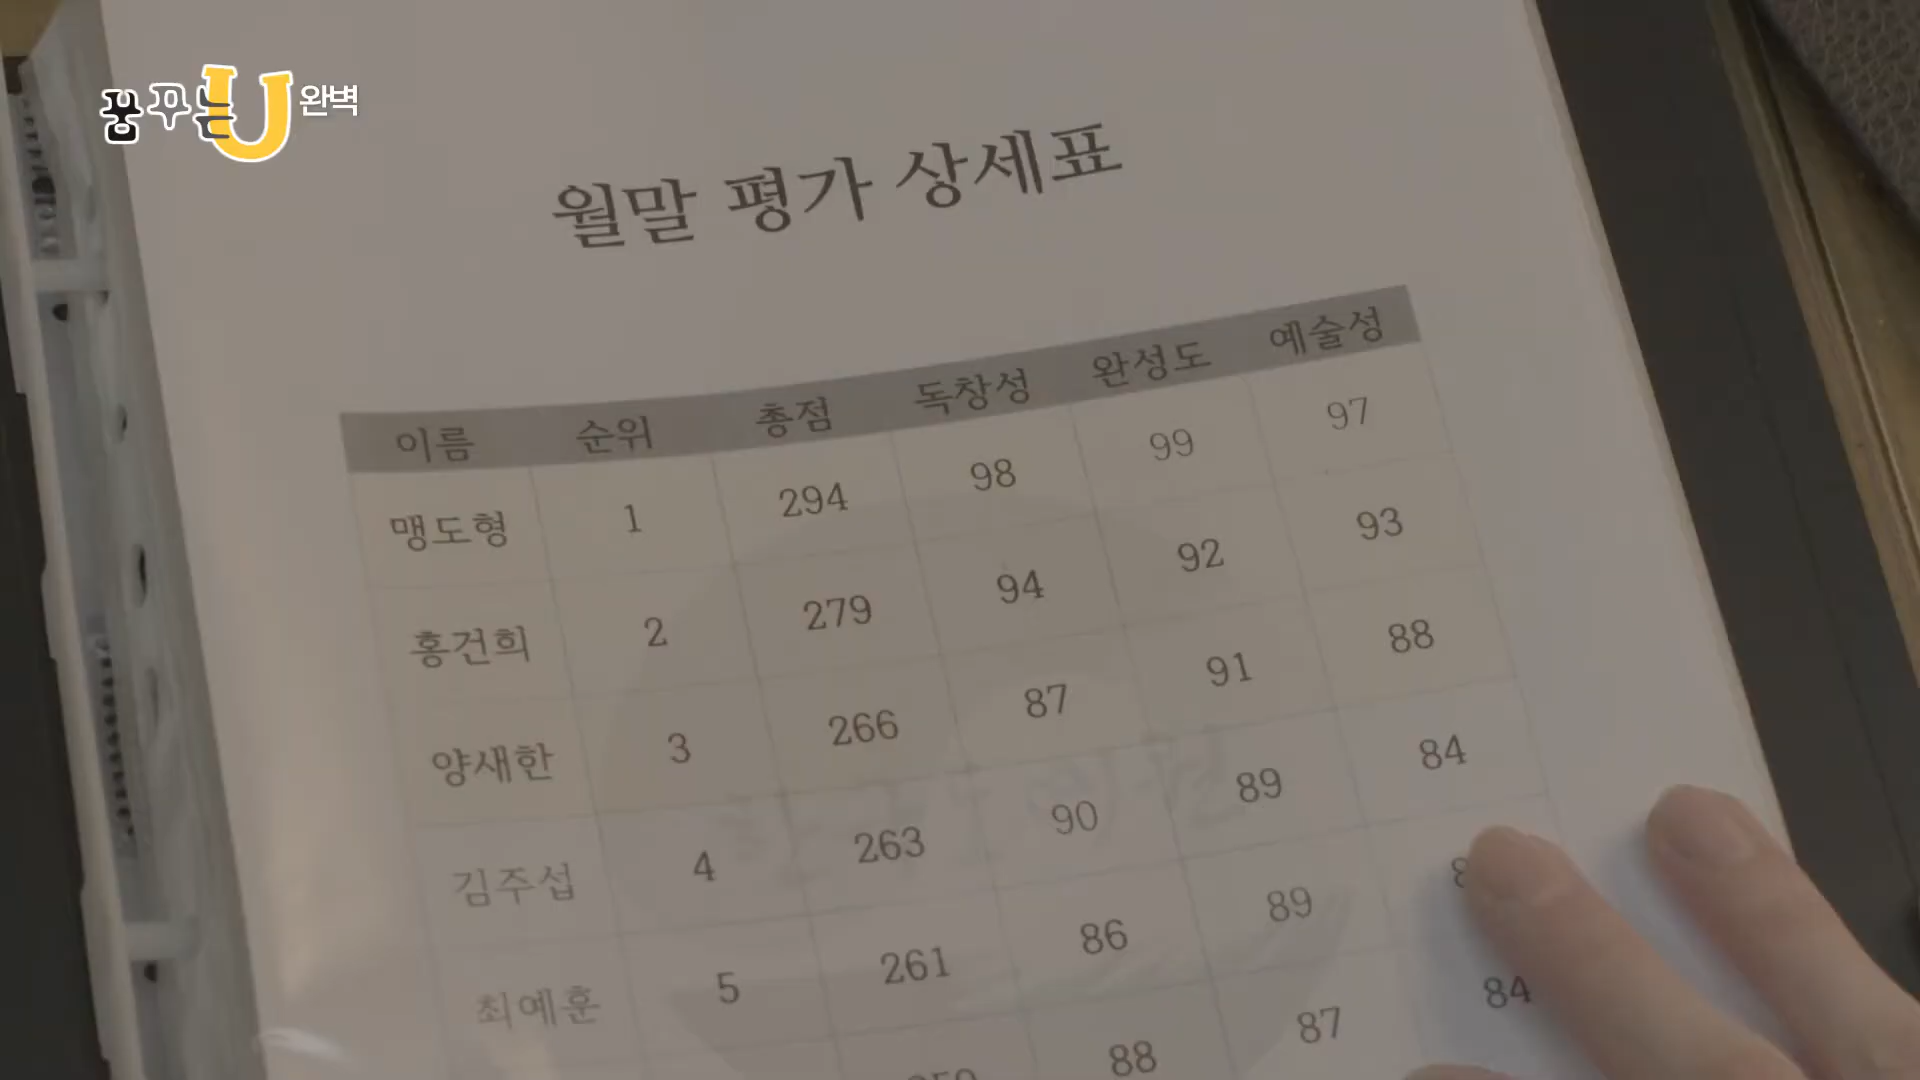 꿈꾸는U 완벽
월말 평가 상세표
이름 순위 총점 독창성 완성도 예술성
맹도형 1 294 98 99 97
홍건희 2 279 94 92 93
양새한 3 266 87 91 88
김주섭 4 263 90 89 84
최예훈 5 261 86 89
88 87 84